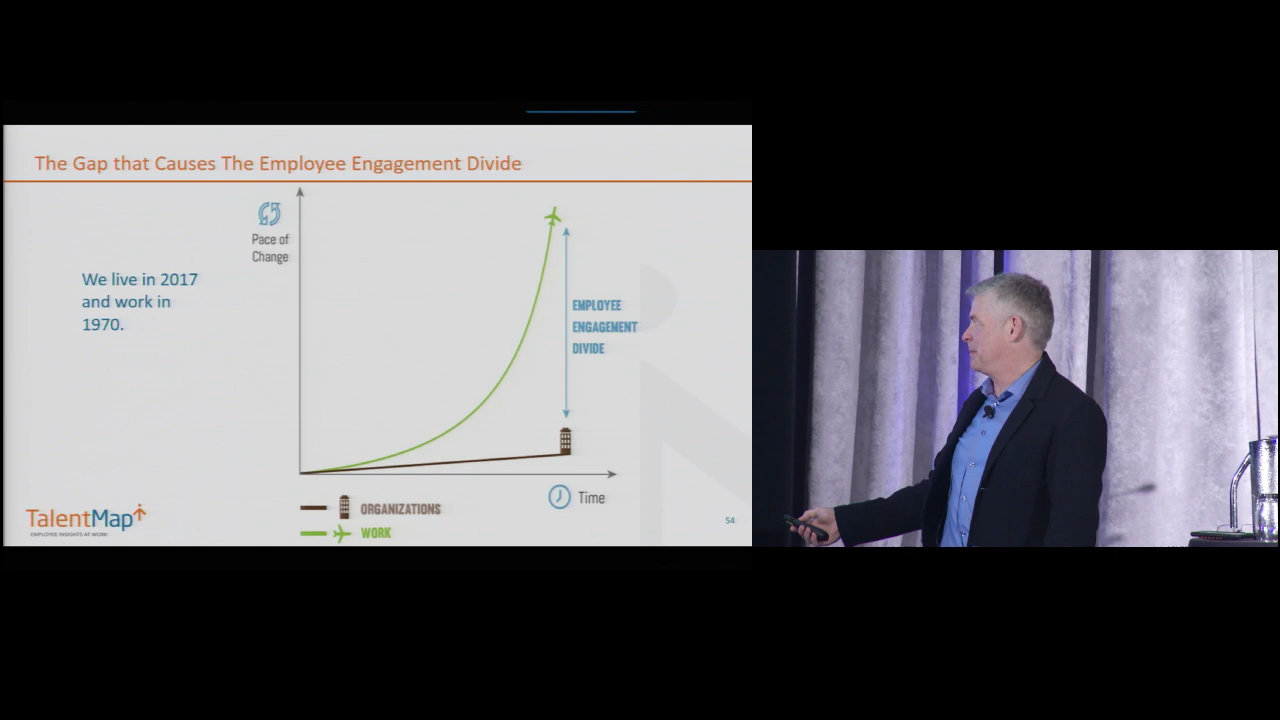 The Gap that Causes The Employee Engagement Divide
Pace of
Change
We live in 2017
and work in
1970.
EMPLOYEE
ENGAGEMENT
DIVIDE
Time
ORGANIZATIONS
WORK
TalentMap
EMPLOYEE INSIGHTS AT WORK
54